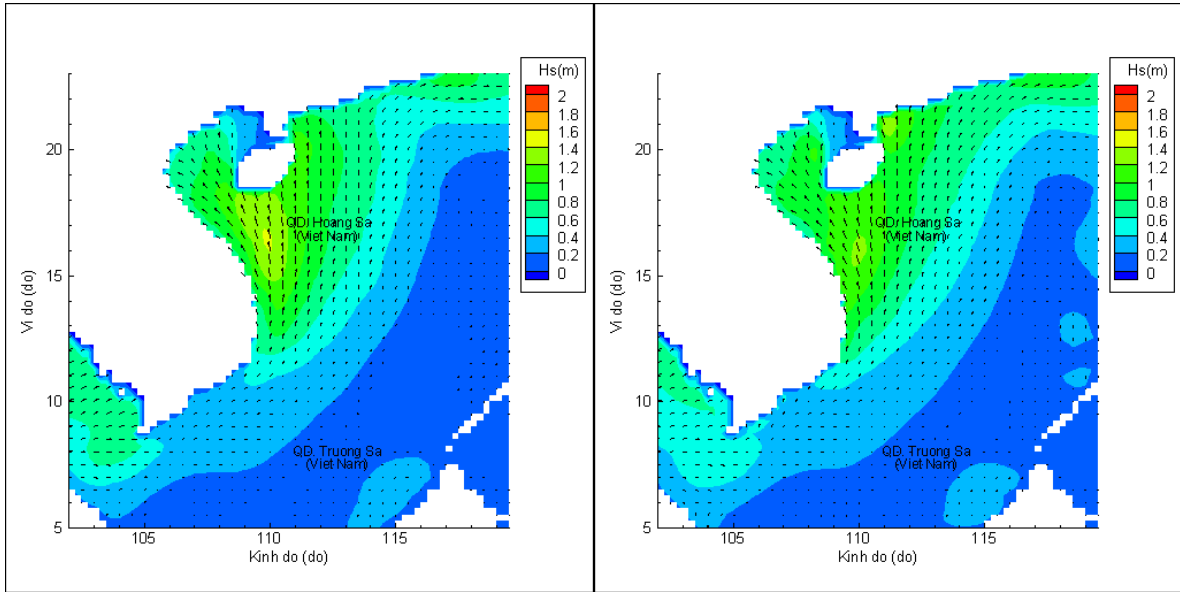 Hs(m)
2
1.8
1.6
1.4
1.2
1
0.8
0.6
0.4
0.2
0
20
15
10
5
Vi do (do)
QD. Hoang Sa
(Viet Nam)
QD. Truong Sa
(Viet Nam)
105
110
115
Kinh do (do)
Hs(m)
2
1.8
1.6
1.4
1.2
1
0.8
0.6
0.4
0.2
0
20
15
10
5
Vi do (do)
QD. Hoang Sa
(Viet Nam)
QD. Truong Sa
(Viet Nam)
105
110
115
Kinh do (do)